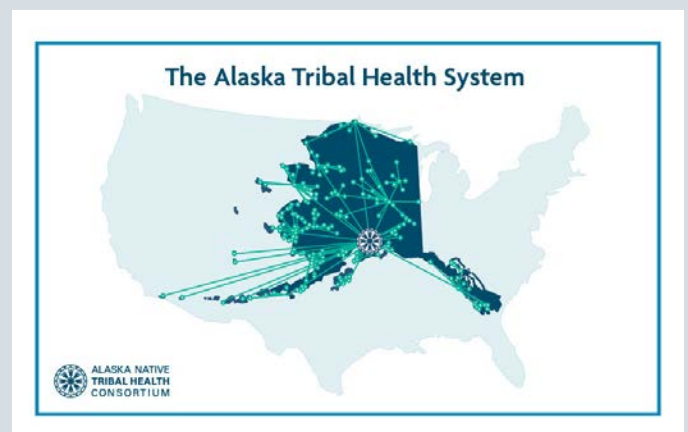 The Alaska Tribal Health System
ALASKA NATIVE
TRIBAL HEALTH
CONSORTIUM